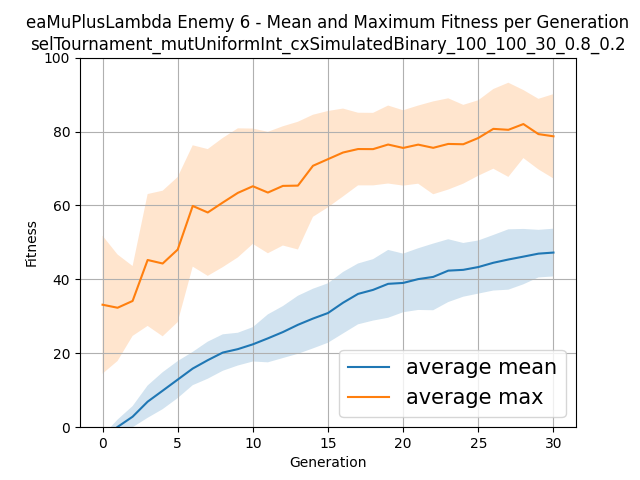 eaMuPlusLambda Enemy 6 - Mean and Maximum Fitness per Generation
selTournament_mutUniformInt_cxSimulatedBinary_100_100_30_0.8_0.2
100
80
60
40
20
0
Fitness
average mean
average max
0 5 10 15 20 25 30
Generation